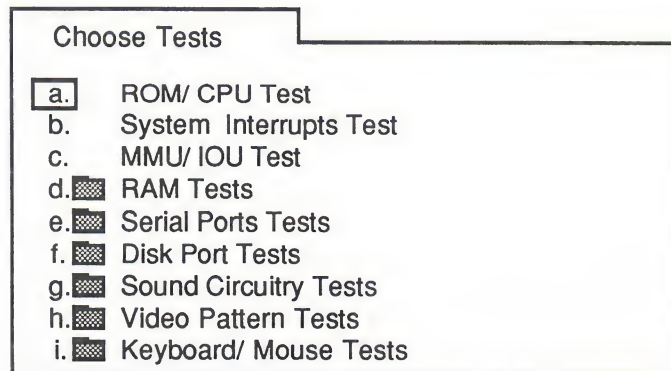 Choose Tests
a. ROM/ CPU Test
b. System Interrupts Test
c. MMU/ IOU Test
d. RAM Tests
e. Serial Ports Tests
f. Disk Port Tests
g. Sound Circuitry Tests
h. Video Pattern Tests
i. Keyboard/ Mouse Tests